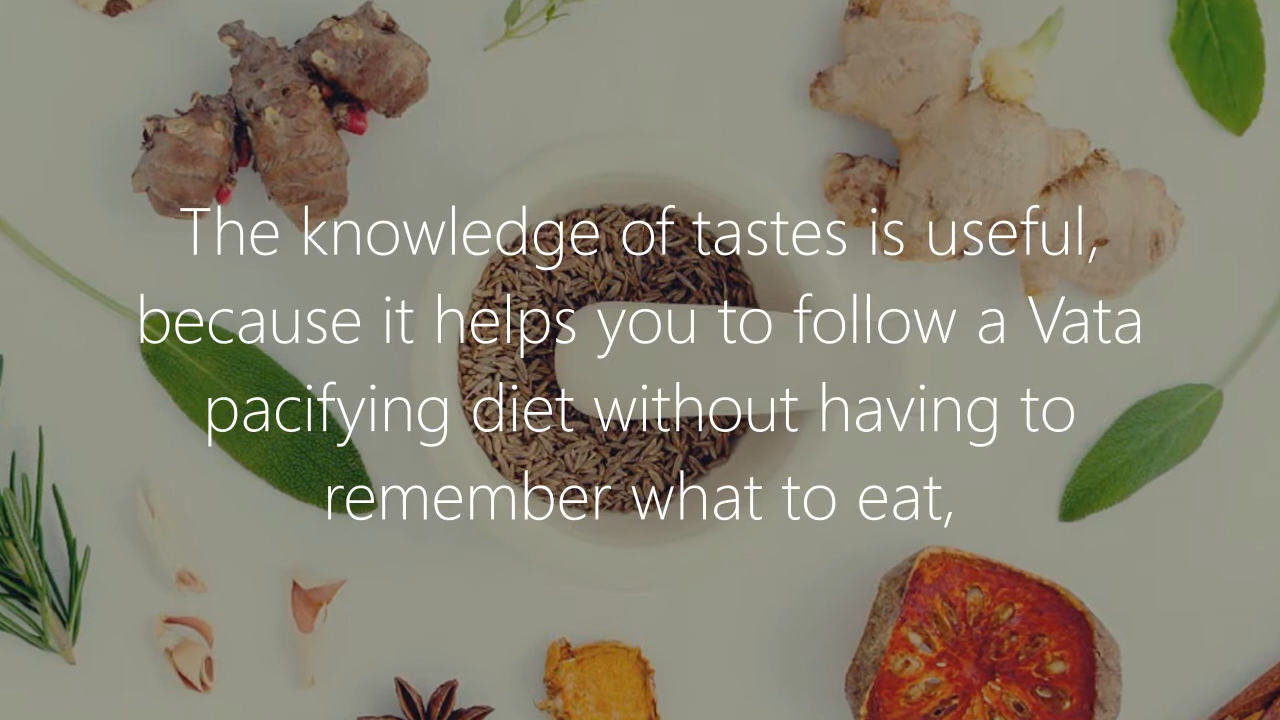 The knowledge of tastes is useful,
because it helps you to follow a Vata
pacifying diet without having to
remember what to eat,